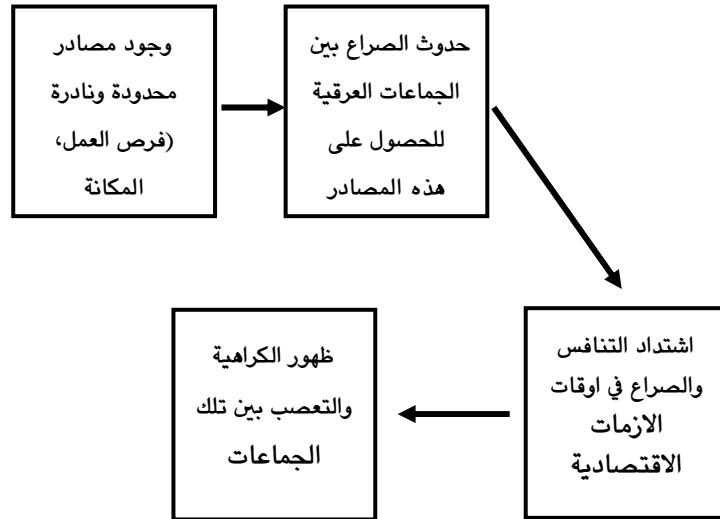 وجود مصادر
محدودة ونادرة
(فرص العمل،
المكانة
حدوث الصراع بين
الجماعات العرقية
للحصول على
هذه المصادر
اشتداد التنافس
والصراع في اوقات
الازمات
الاقتصادية
ظهور الكراهية
والتعصب بين تلك
الجماعات